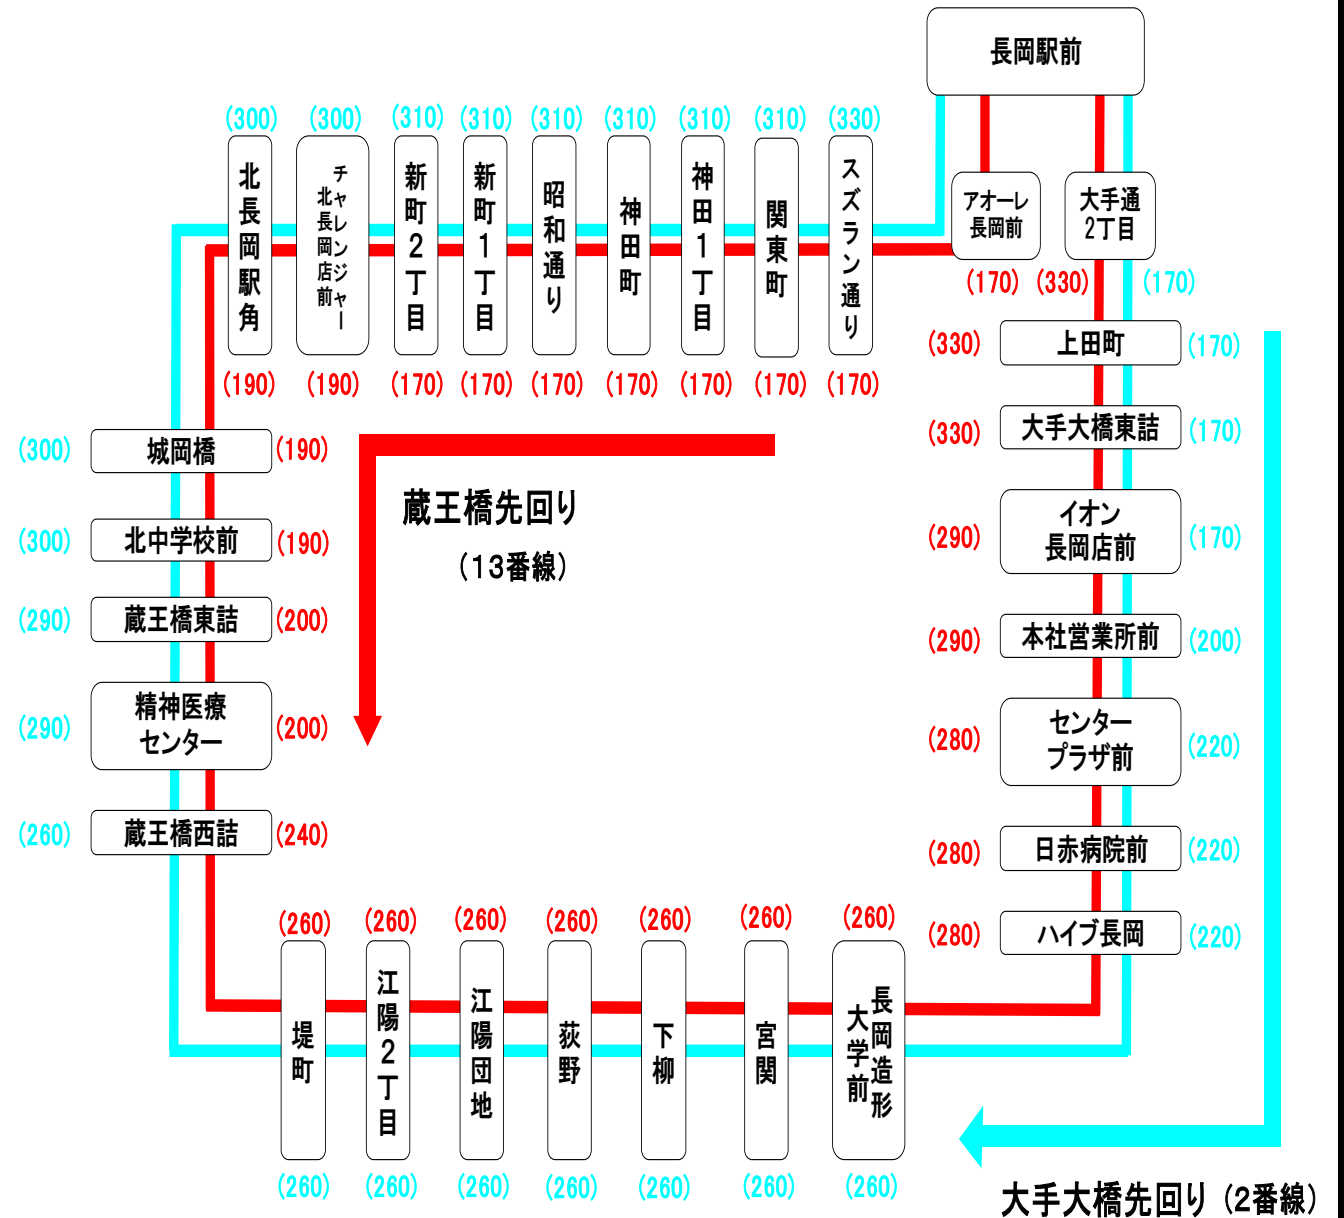 長岡駅前
(300)
(300)
(310)
(310)
(310)
(310)
(310)
(310)
(330)
北長岡駅角
チャレンジャー
北長岡店前
新町2丁目
新町1丁目
昭和通り
神田町
神田1丁目
関東町
スズラン通り
アオーレ
長岡前
大手通
2丁目
(190)
(190)
(170)
(170)
(170)
(170)
(170)
(170)
(170)
(170)
(330)
(170)
(330)
上田町
(170)
(330)
大手大橋東詰
(170)
(290)
イオン
長岡店前
(170)
(290)
本社営業所前
(200)
(280)
センター
プラザ前
(220)
(280)
日赤病院前
(220)
(280)
ハイブ長岡
(220)
(300)
城岡橋
(190)
(300)
北中学校前
(190)
(290)
蔵王橋東詰
(200)
(290)
精神医療
センター
(200)
(260)
蔵王橋西詰
(240)
蔵王橋先回り
(13番線)
(260)
(260)
(260)
(260)
(260)
(260)
(260)
堤町
江陽2丁目
江陽団地
荻野
下柳
宮関
長岡造形
大学前
(260)
(260)
(260)
(260)
(260)
(260)
(260)
大手大橋先回り(2番線)